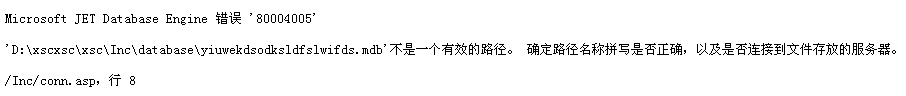 Microsoft JET Database Engine 错误 '80004005'
'D:\xscxsc\xsc\Inc\database\yiuwekdsodksldfslwifds.mdb'不是一个有效的路径。 确定路径名称拼写是否正确，以及是否连接到文件存放的服务器。
/Inc/conn.asp，行 8